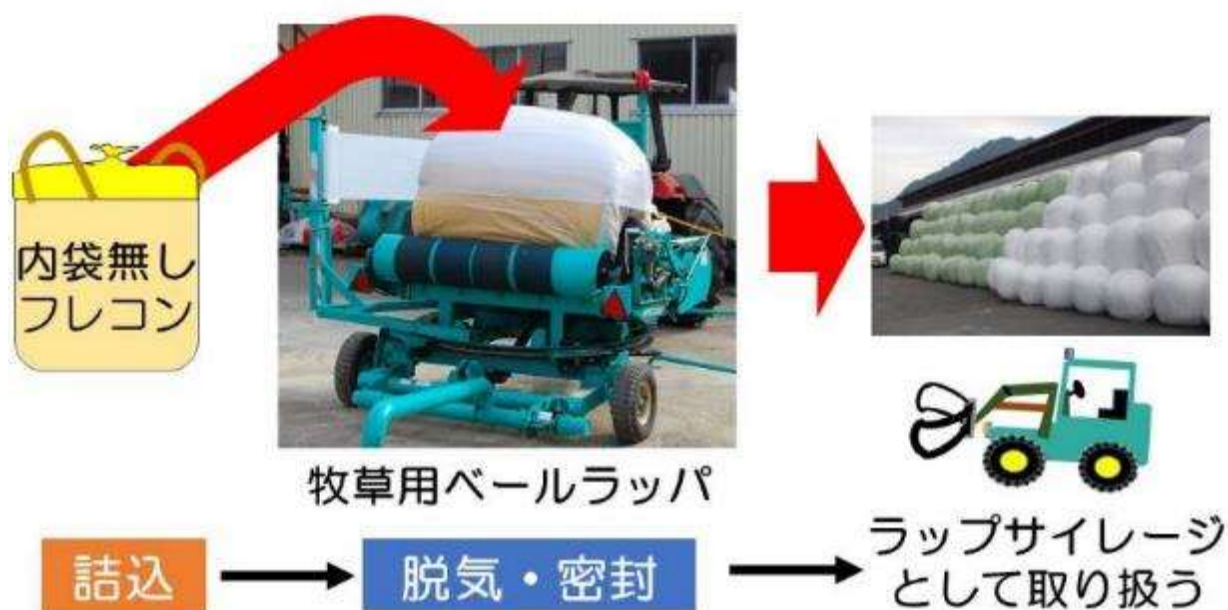 内袋無し
フレコン
牧草用ベールラッパ
詰込
脱気・密封
ラップサイレージ
として取り扱う